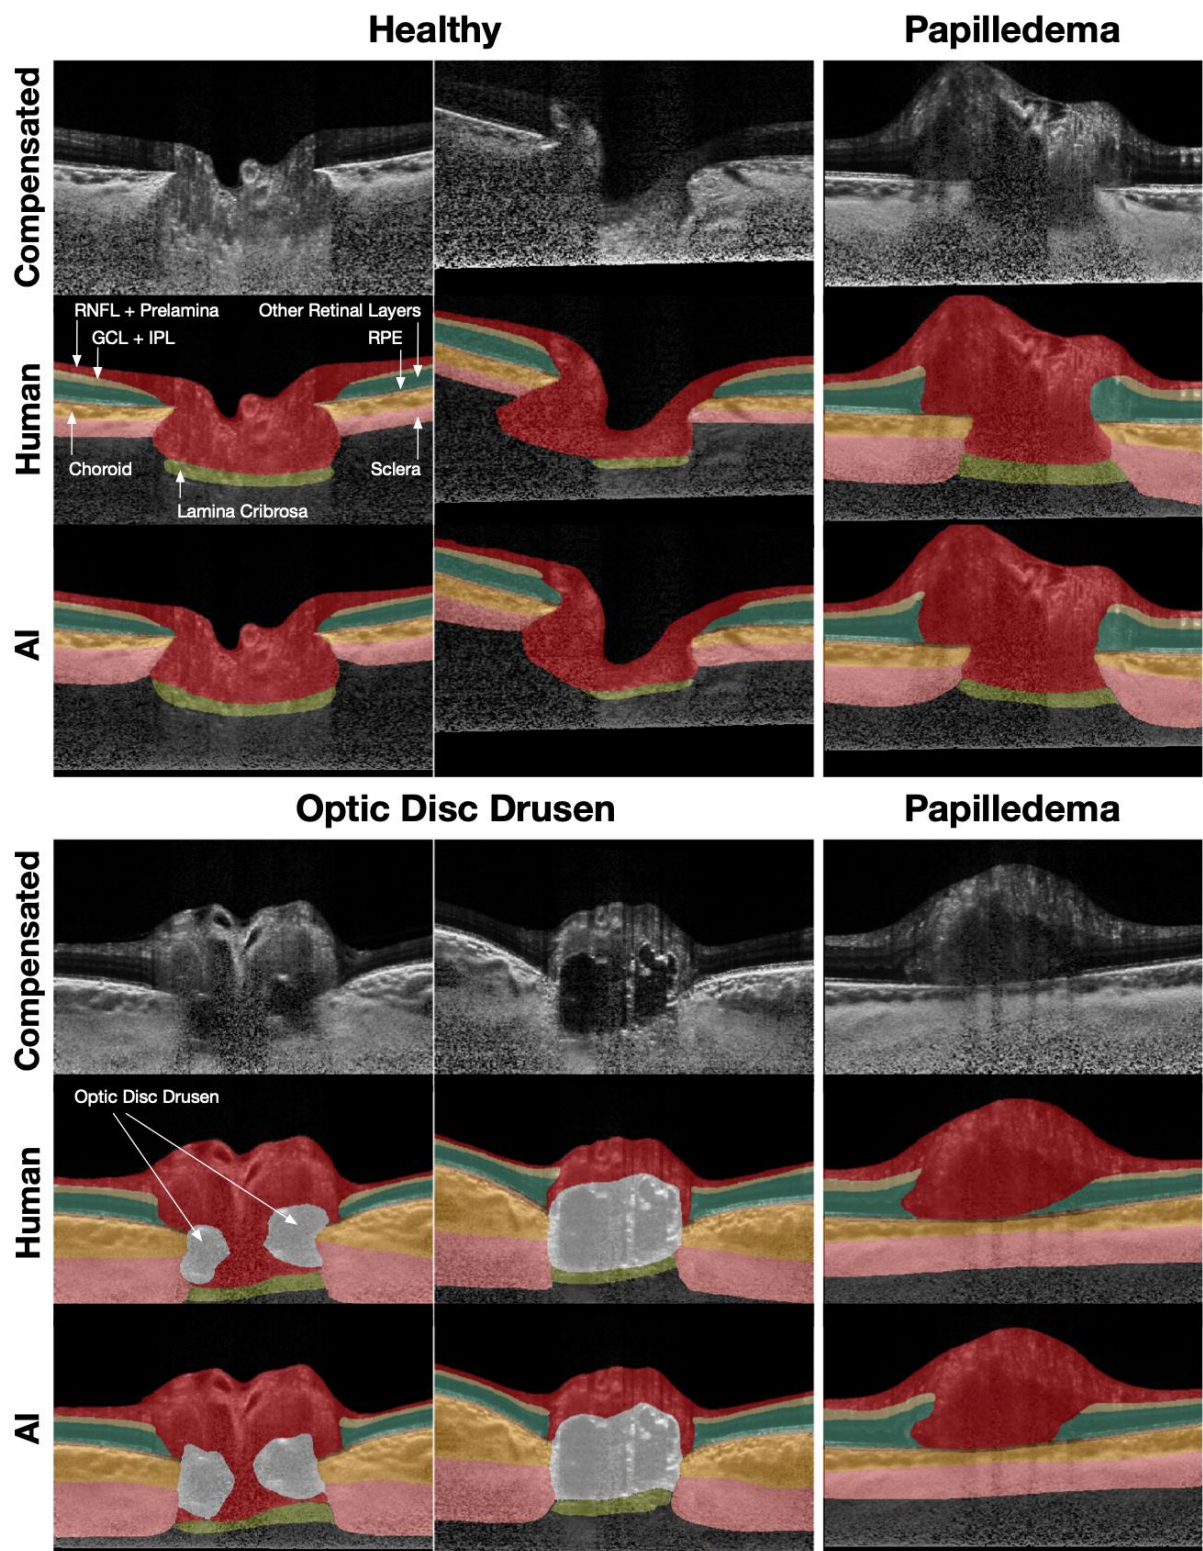 Healthy
Papilledema
Compensated
RNFL + Prelamina
Other Retinal Layers
GCL + IPL
RPE
Human
Choroid
Sclera
Lamina Cribrosa
AI
Optic Disc Drusen
Papilledema
Compensated
Optic Disc Drusen
Human
AI